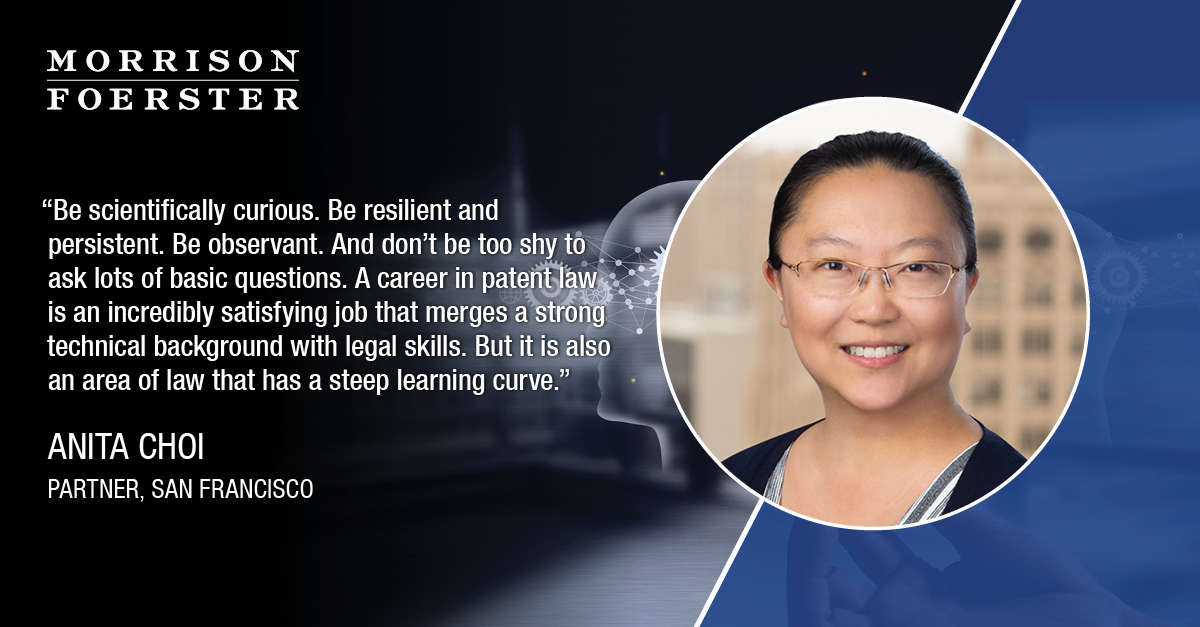 MORRISON
FOERSTER
“Be scientifically curious. Be resilient and
persistent. Be observant. And don’t be too shy to
ask lots of basic questions. A career in patent law
is an incredibly satisfying job that merges a strong
technical background with legal skills. But it is also
an area of law that has a steep learning curve.”
ANITA CHOI
PARTNER, SAN FRANCISCO